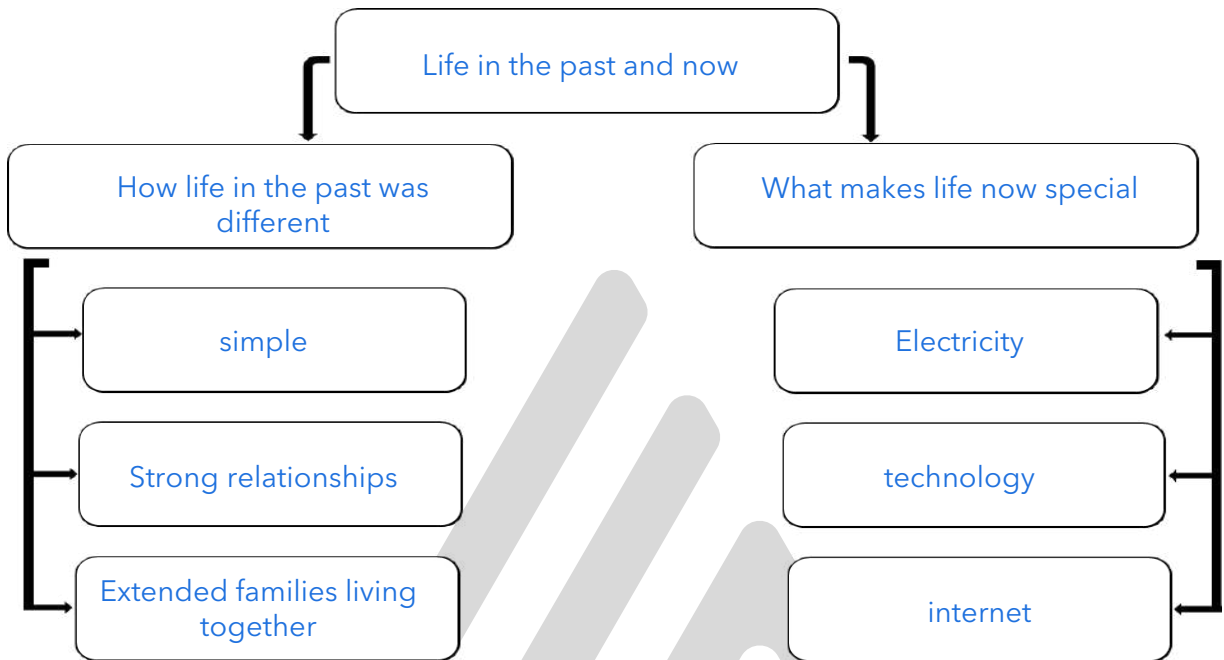 Life in the past and now
How life in the past was
different
What makes life now special
simple
Strong relationships
Extended families living
together
Electricity
technology
internet